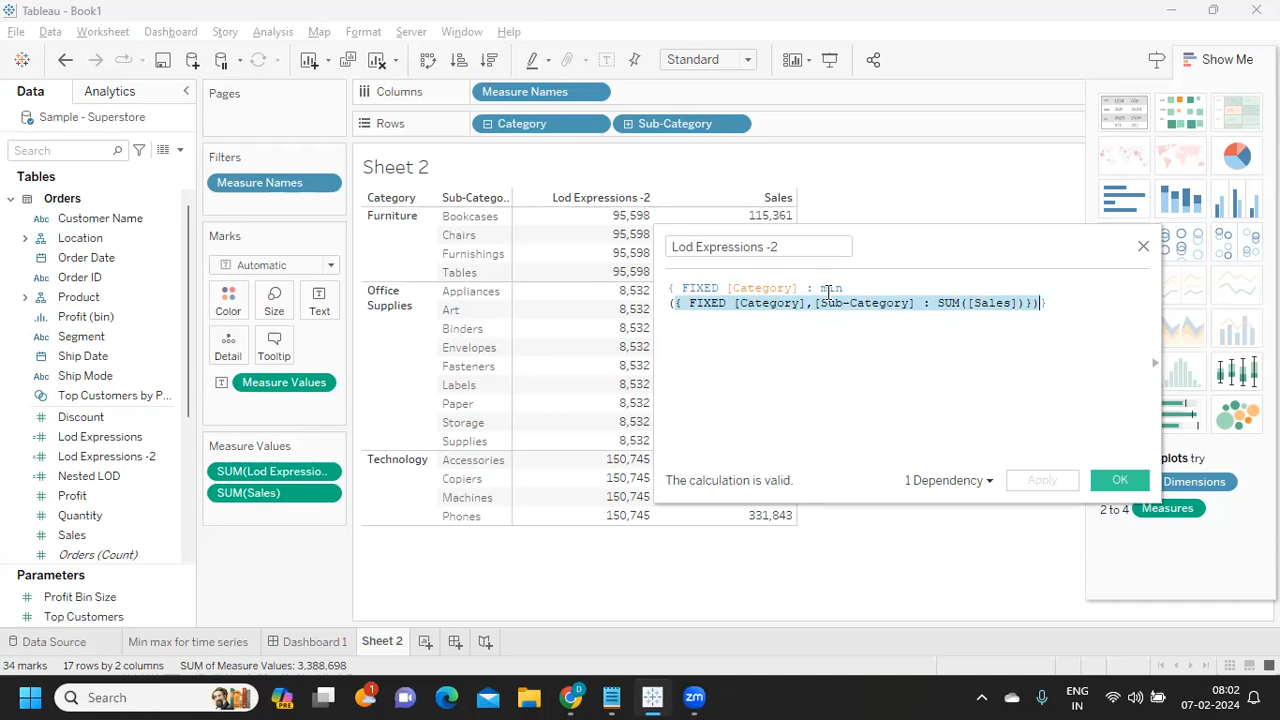 Tableau - Book1
File Data Worksheet Dashboard Story Analysis Map Format Server Window Help
Standard
Show Me
Data Analytics
Sample - Superstore
Search
Tables
Orders
Customer Name
Location
Order Date
Order ID
Product
Profit (bin)
Segment
Ship Date
Ship Mode
Top Customers by P...
Discount
Lod Expressions
Lod Expressions -2
Nested LOD
Profit
Quantity
Sales
Orders (Count)
Parameters
Profit Bin Size
Top Customers
Pages
Filters
Measure Names
Marks
Automatic
Color Size Text
Detail Tooltip
Measure Values
Measure Values
SUM(Lod Expressio..
SUM(Sales)
Columns Measure Names
Rows Category Sub-Category
Sheet 2
Category Sub-Catego.. Lod Expressions -2 Sales
Furniture Bookcases 95,598 115,361
Chairs 95,598
Furnishings 95,598
Tables 95,598
Office Supplies Appliances 8,532
Art 8,532
Binders 8,532
Envelopes 8,532
Fasteners 8,532
Labels 8,532
Paper 8,532
Storage 8,532
Supplies 8,532
Technology Accessories 150,745
Copiers 150,745
Machines 150,745
Phones 150,745 331,843
Lod Expressions -2
{ FIXED [Category] : min
({ FIXED [Category],[Sub-Category] : SUM([Sales])})}
The calculation is valid. 1 Dependency Apply OK
plots try
Dimensions
2 to 4 Measures
Data Source Min max for time series Dashboard 1 Sheet 2
34 marks 17 rows by 2 columns SUM of Measure Values: 3,388.698
Search
PRE
1
ENG
IN
08:02
07-02-2024